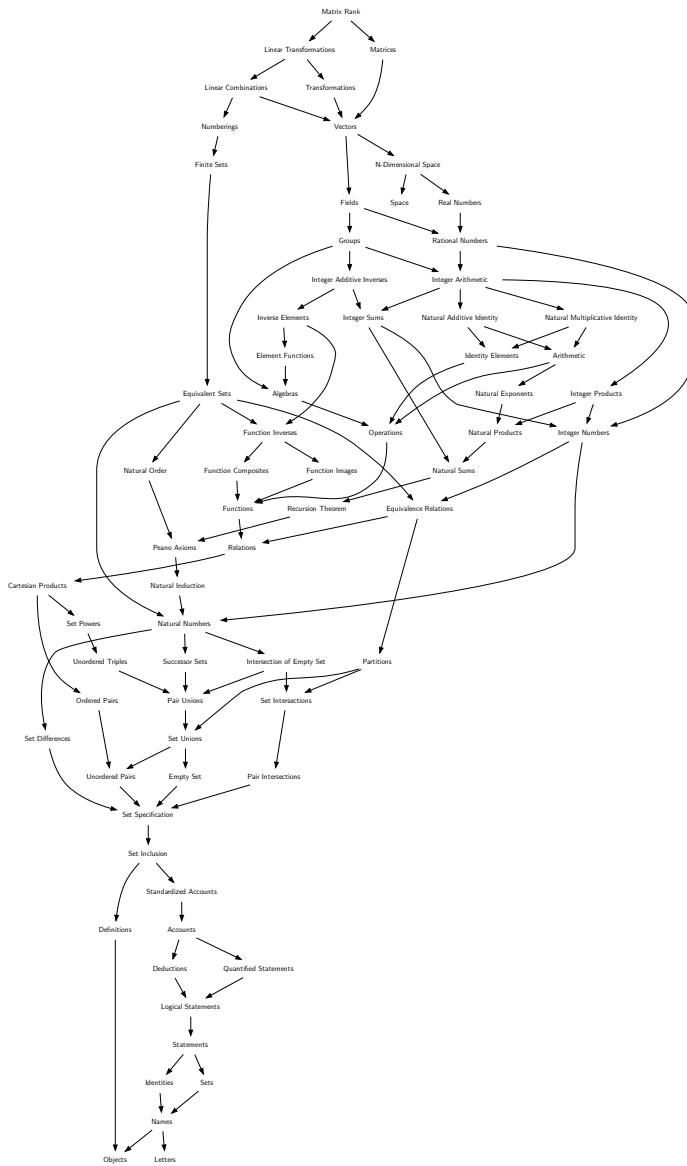 Matrix Rank
Linear Transformations
Matrices
Linear Combinations
Transformations
Numberings
Vectors
Finite Sets
N-Dimensional Space
Fields
Space
Real Numbers
Groups
Rational Numbers
Integer Additive Inverses
Integer Arithmetic
Inverse Elements
Integer Sums
Natural Additive Identity
Natural Multiplicative Identity
Element Functions
Identity Elements
Arithmetic
Equivalent Sets
Algebras
Natural Exponents
Integer Products
Function Inverses
Operations
Natural Products
Integer Numbers
Natural Order
Function Composites
Function Images
Natural Sums
Functions
Recursion Theorem
Equivalence Relations
Peano Axioms
Relations
Cartesian Products
Natural Induction
Set Powers
Natural Numbers
Unordered Triples
Successor Sets
Intersection of Empty Set
Partitions
Ordered Pairs
Pair Unions
Set Intersections
Set Differences
Set Unions
Unordered Pairs
Empty Set
Pair Intersections
Set Specification
Set Inclusion
Standardized Accounts
Definitions
Accounts
Deductions
Quantified Statements
Logical Statements
Statements
Identities
Sets
Names
Objects
Letters